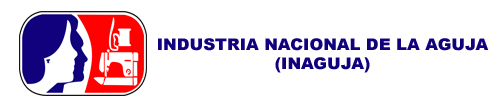 INDUSTRIA NACIONAL DE LA AGUJA
(INAGUJA)